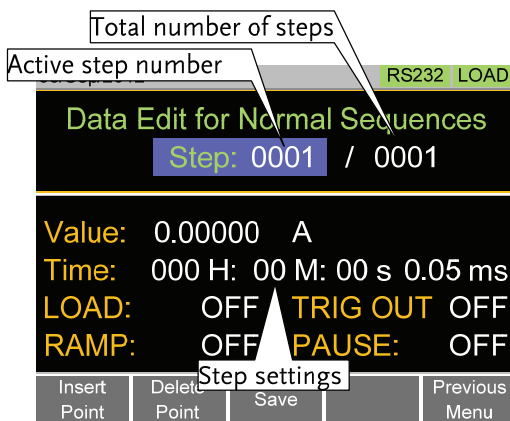 Total number of steps
Active step number
RS232 LOAD
Data Edit for Normal Sequences
Step: 0001 / 0001
Value: 0.00000 A
Time: 000 H: 00 M: 00 s 0.05 ms
LOAD: OFF TRIG OUT OFF
RAMP: OFF PAUSE: OFF
Step settings
Insert Point
Delete Point
Save
Previous Menu